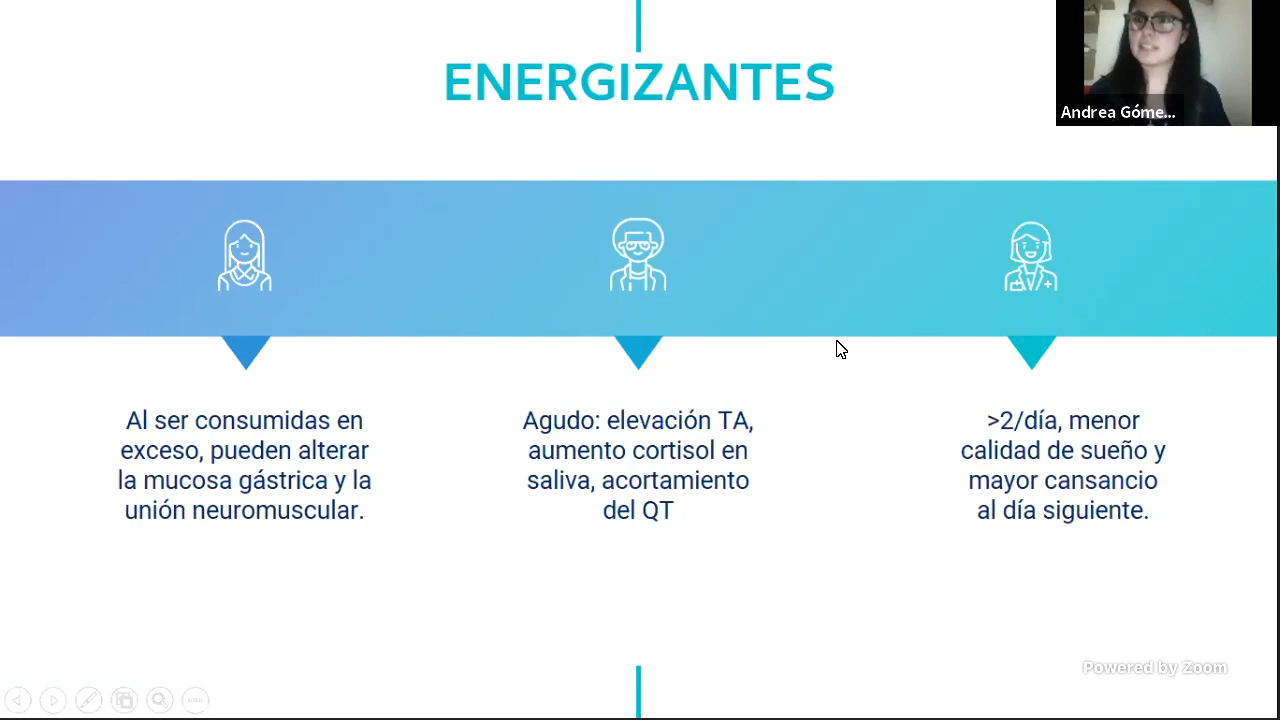 ENERGIZANTES
Andrea Góme...
Al ser consumidas en
exceso, pueden alterar
la mucosa gástrica y la
unión neuromuscular.
Agudo: elevación TA,
aumento cortisol en
saliva, acortamiento
del QT
>2/día, menor
calidad de sueño y
mayor cansancio
al día siguiente.
Powered by Zoom